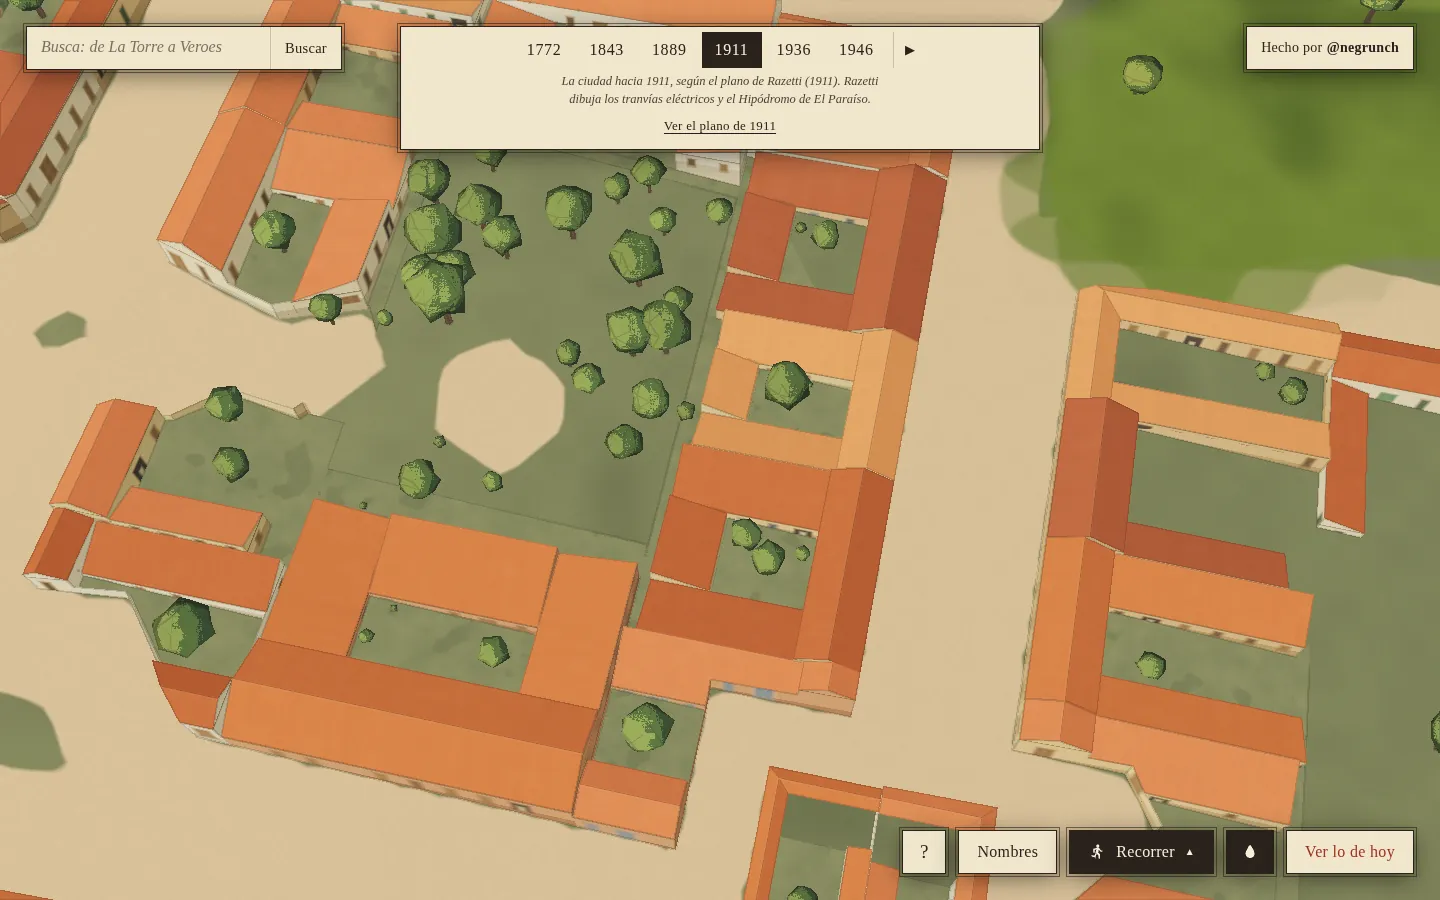 Busca: de La Torre a Veroes
Buscar
1772 1843 1889 1911 1936 1946 ▶
La ciudad hacia 1911, según el plano de Razetti (1911). Razetti
dibuja los tranvías eléctricos y el Hipódromo de El Paraíso.
Ver el plano de 1911
Hecho por @negrunch
?
Nombres
Recorrer ▲
Ver lo de hoy